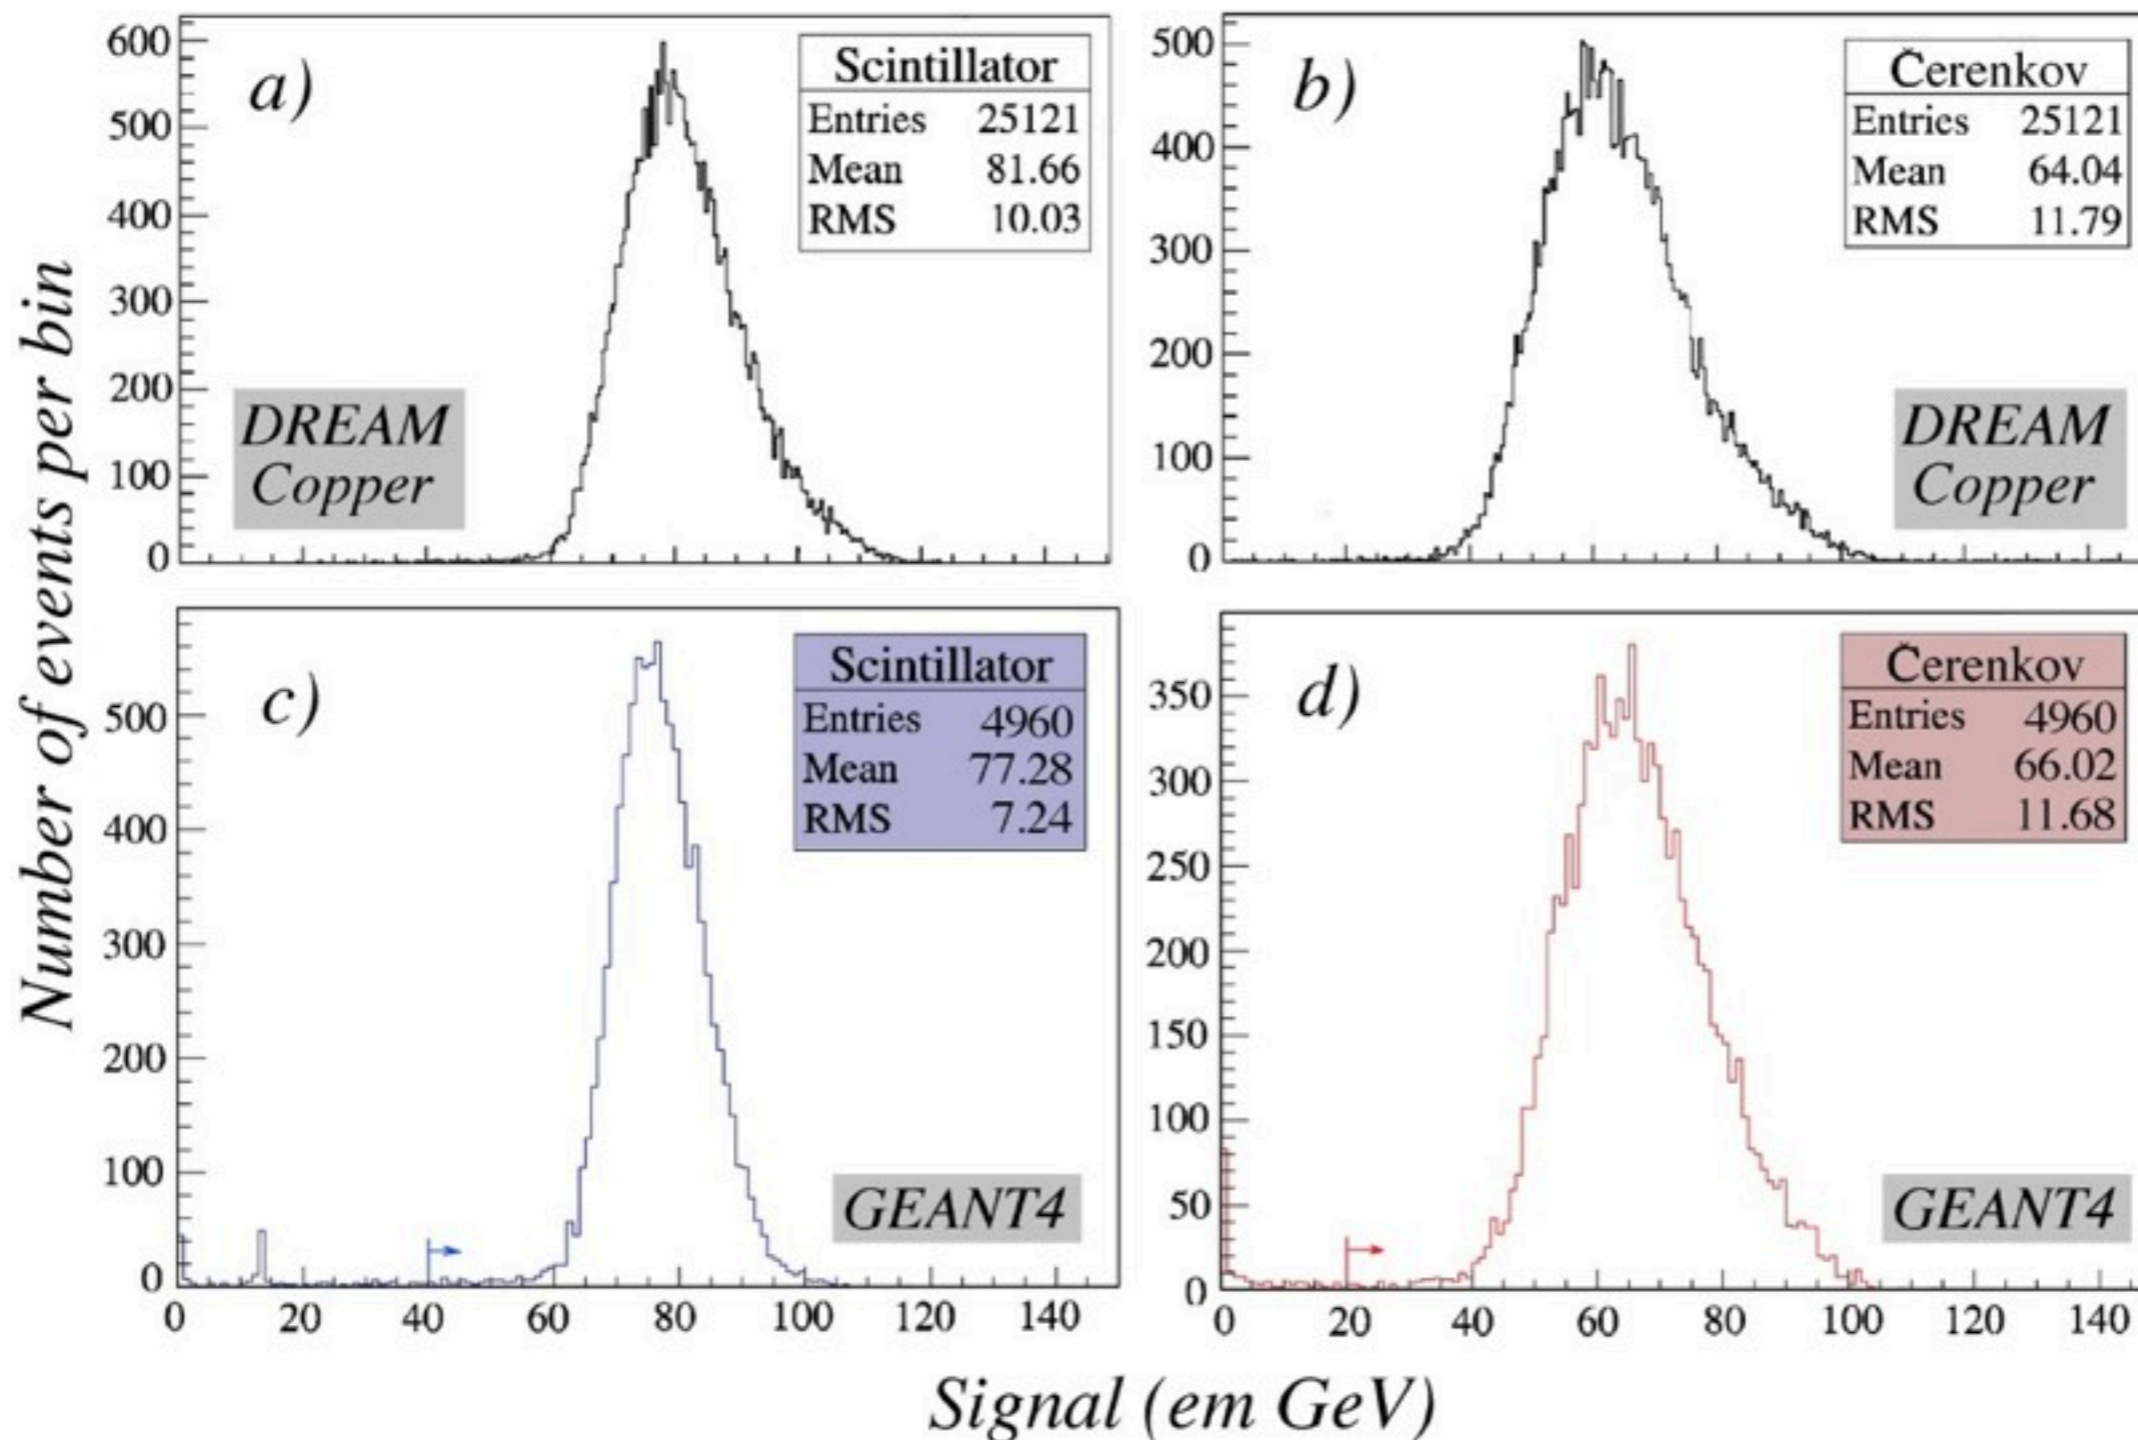 Number of events per bin
a)
600
500
400
300
200
100
0
Scintillator
Entries 25121
Mean 81.66
RMS 10.03
DREAM
Copper
b)
500
400
300
200
100
0
Čerenkov
Entries 25121
Mean 64.04
RMS 11.79
DREAM
Copper
c)
500
400
300
200
100
0
Scintillator
Entries 4960
Mean 77.28
RMS 7.24
GEANT4
0 20 40 60 80 100 120 140
d)
350
300
250
200
150
100
50
0
Čerenkov
Entries 4960
Mean 66.02
RMS 11.68
GEANT4
0 20 40 60 80 100 120 140
Signal (em GeV)